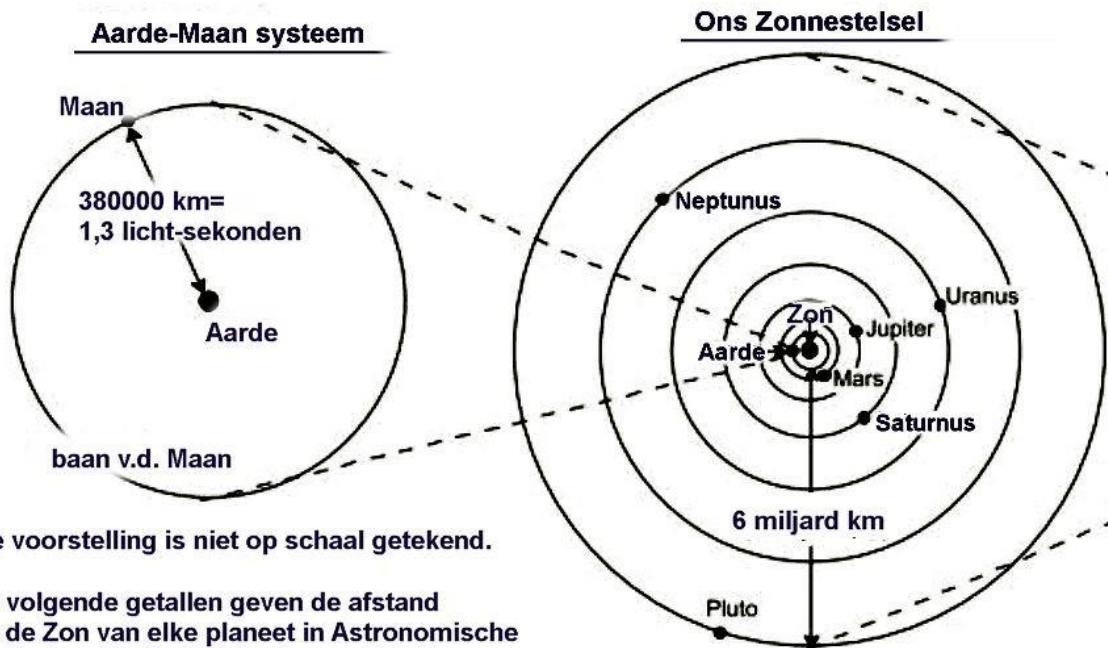 Aarde-Maan systeem
Maan
380000 km=
1,3 licht-sekonden
Aarde
baan v.d. Maan
voorstelling is niet op schaal getekend.
volgende getallen geven de afstand
de Zon van elke planeet in Astronomische
Ons Zonnestelsel
Neptunus
Uranus
Zon
Jupiter
Aarde
Mars
Saturnus
6 miljard km
Pluto